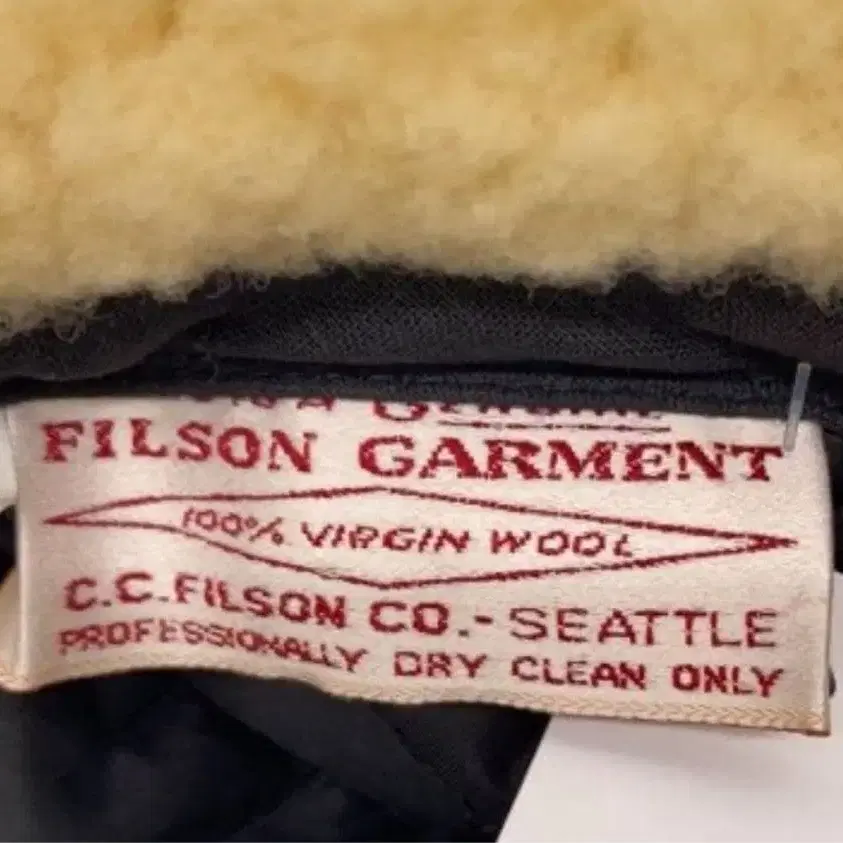 FILSON GARMENT
100% VIRGIN WOOL
C.C.FILSON CO.-SEATTLE
PROFESSIONALLY DRY CLEAN ONLY